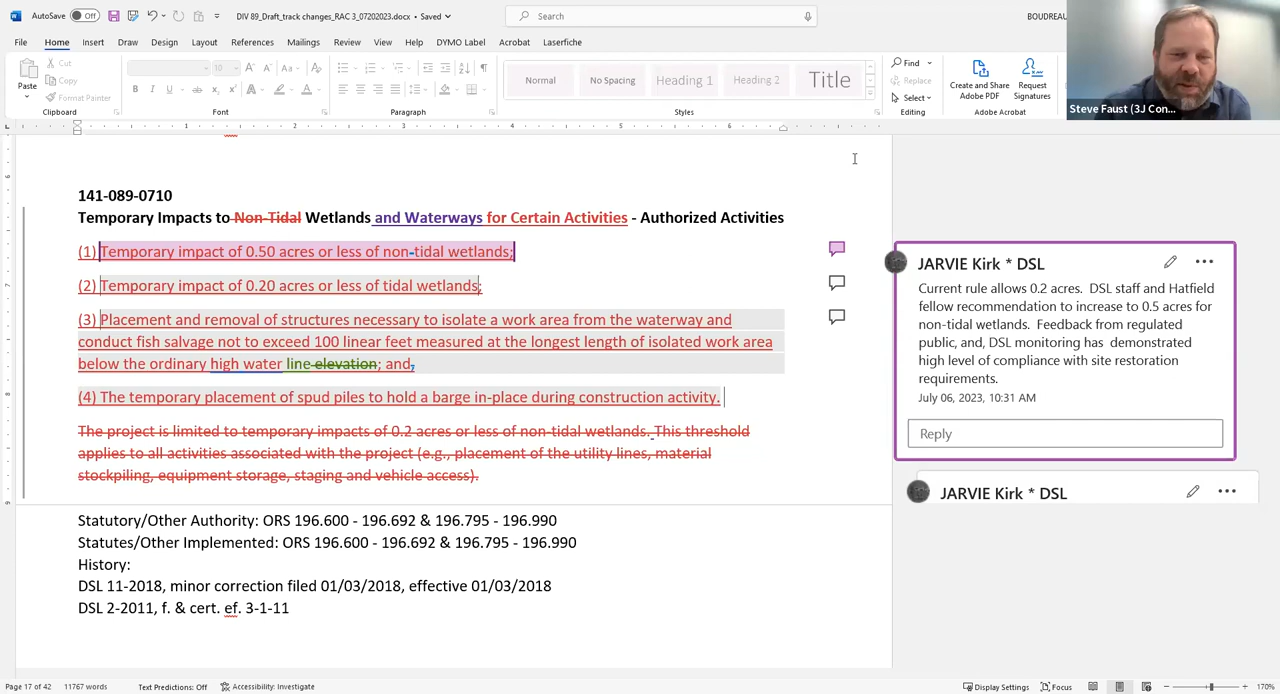 AutoSave Off DIV 89_Draft_track changes_RAC 3_07202023.docx • Saved Search BOUDREAU
File Home Insert Draw Design Layout References Mailings Review View Help DYMO Label Acrobat Laserfiche
Paste Cut Copy Format Painter
10
Normal No Spacing Heading 1 Heading 2 Title
Find Replace Select
Create and Share Adobe PDF Request Signatures
Clipboard Font Paragraph Styles Editing Adobe Acrobat
Steve Faust (3J Con...
1 2 3 4 5 6
141-089-0710
Temporary Impacts to Non-Tidal Wetlands and Waterways for Certain Activities - Authorized Activities
(1) Temporary impact of 0.50 acres or less of non-tidal wetlands;
(2) Temporary impact of 0.20 acres or less of tidal wetlands;
(3) Placement and removal of structures necessary to isolate a work area from the waterway and
conduct fish salvage not to exceed 100 linear feet measured at the longest length of isolated work area
below the ordinary high water line elevation; and,
(4) The temporary placement of spud piles to hold a barge in-place during construction activity.
The project is limited to temporary impacts of 0.2 acres or less of non-tidal wetlands. This threshold
applies to all activities associated with the project (e.g., placement of the utility lines, material
stockpiling, equipment storage, staging and vehicle access).
Statutory/Other Authority: ORS 196.600 - 196.692 & 196.795 - 196.990
Statutes/Other Implemented: ORS 196.600 - 196.692 & 196.795 - 196.990
History:
DSL 11-2018, minor correction filed 01/03/2018, effective 01/03/2018
DSL 2-2011, f. & cert. ef. 3-1-11
JARVIE Kirk * DSL
Current rule allows 0.2 acres. DSL staff and Hatfield
fellow recommendation to increase to 0.5 acres for
non-tidal wetlands. Feedback from regulated
public, and, DSL monitoring has demonstrated
high level of compliance with site restoration
requirements.
July 06, 2023, 10:31 AM
Reply
JARVIE Kirk * DSL
Page 17 of 42 11767 words Text Predictions: Off Accessibility: Investigate Display Settings Focus 170%